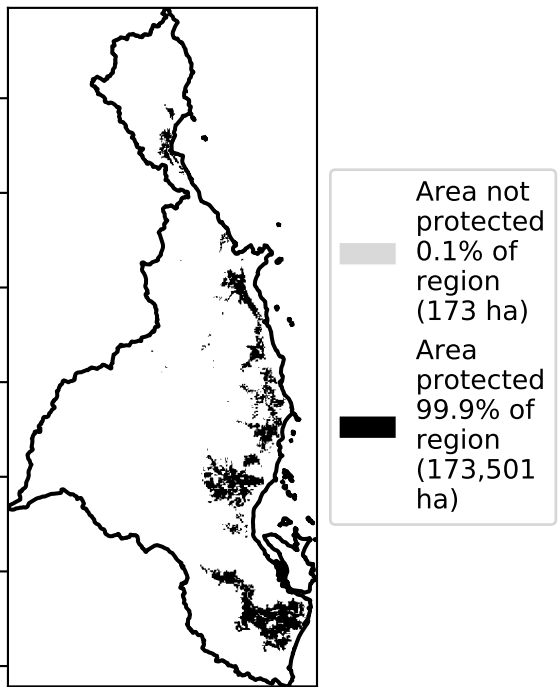 Area not
protected
0.1% of
region
(173 ha)
Area
protected
99.9% of
region
(173,501
ha)